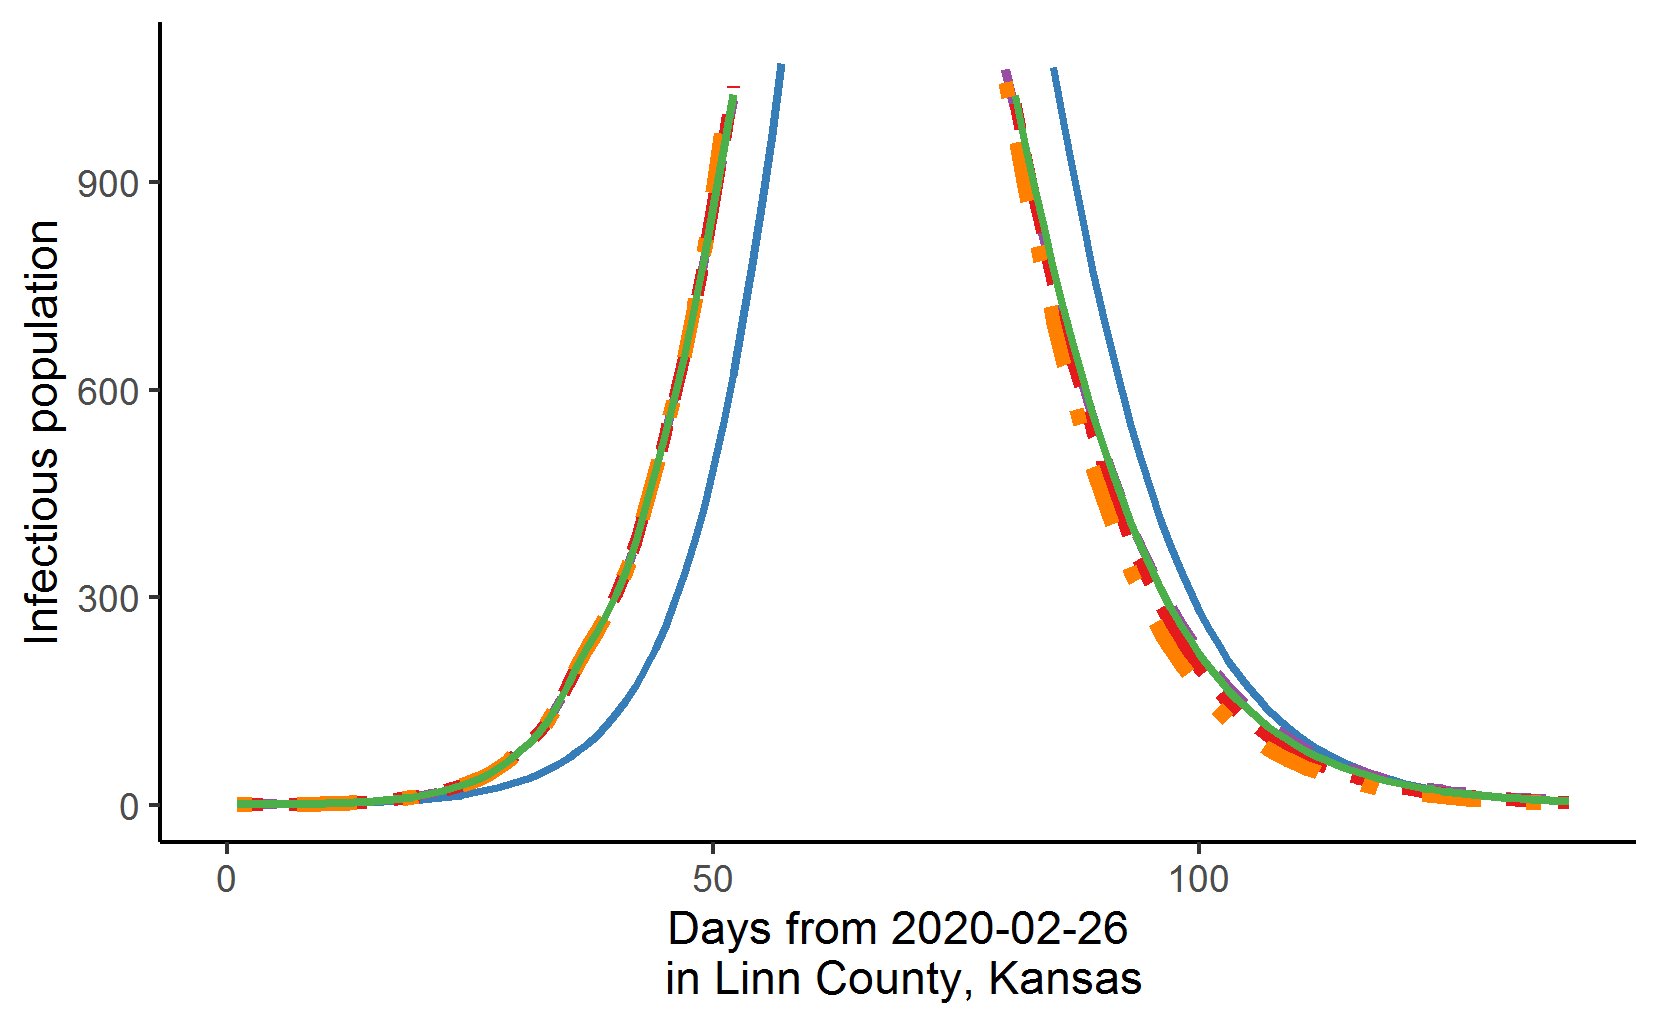 Infectious population
900
600
300
0
0
50
100
Days from 2020-02-26
in Linn County, Kansas